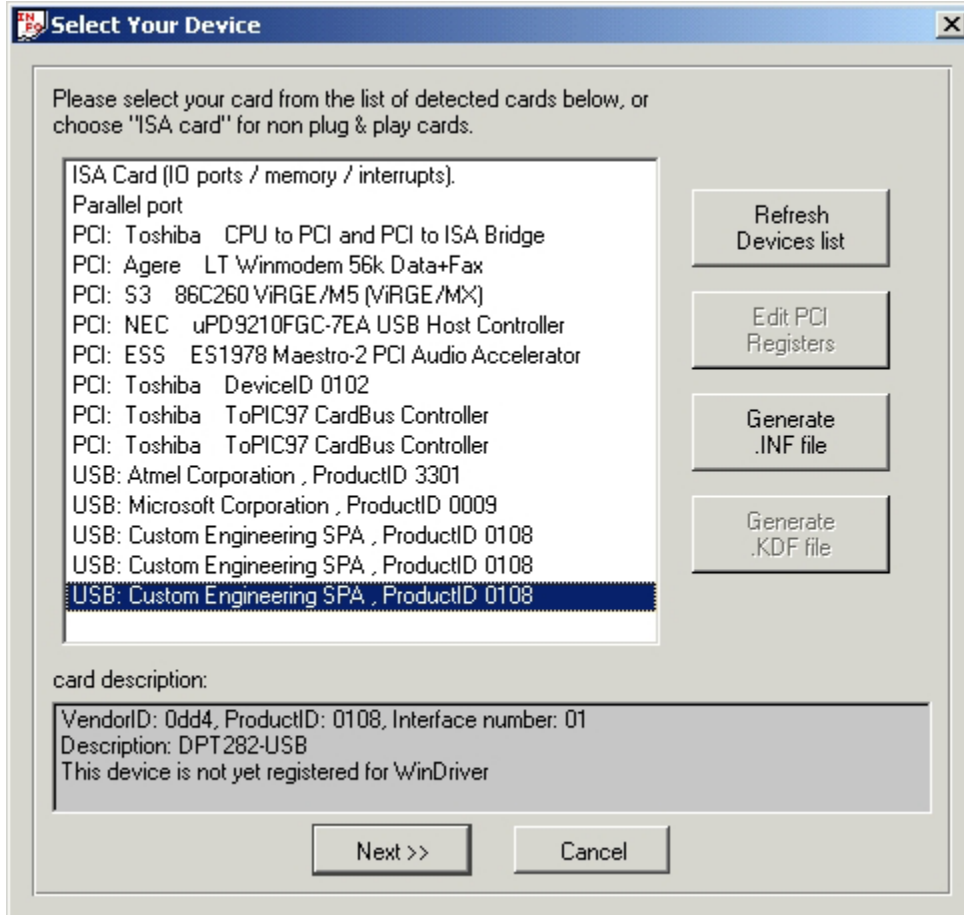 IN
FO
Select Your Device
Please select your card from the list of detected cards below, or
choose "ISA card" for non plug & play cards.
ISA Card (IO ports / memory / interrupts).
Parallel port
PCI: Toshiba CPU to PCI and PCI to ISA Bridge
PCI: Agere LT Winmodem 56k Data+Fax
PCI: S3 86C260 ViRGE/M5 (ViRGE/MX)
PCI: NEC uPD9210FGC-7EA USB Host Controller
PCI: ESS ES1978 Maestro-2 PCI Audio Accelerator
PCI: Toshiba DeviceID 0102
PCI: Toshiba ToPIC97 CardBus Controller
PCI: Toshiba ToPIC97 CardBus Controller
USB: Atmel Corporation , ProductID 3301
USB: Microsoft Corporation , ProductID 0009
USB: Custom Engineering SPA , ProductID 0108
USB: Custom Engineering SPA , ProductID 0108
USB: Custom Engineering SPA , ProductID 0108
Refresh
Devices list
Edit PCI
Registers
Generate
.INF file
Generate
.KDF file
card description:
VendorID: 0dd4, ProductID: 0108, Interface number: 01
Description: DPT282-USB
This device is not yet registered for WinDriver
Next >>
Cancel